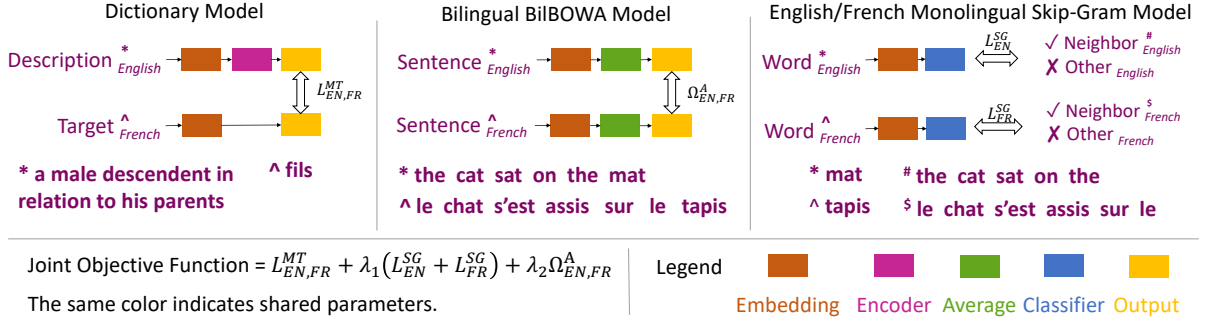 Dictionary Model
Description * English
L^{MT}_{EN,FR}
Target ^ French
* a male descendent in
relation to his parents
^ fils
Bilingual BilBOWA Model
Sentence * English
Ω^{A}_{EN,FR}
Sentence ^ French
* the cat sat on the mat
^ le chat s'est assis sur le tapis
English/French Monolingual Skip-Gram Model
Word * English
L^{SG}_{EN}
✓ Neighbor # English
✗ Other English
Word ^ French
L^{SG}_{FR}
✓ Neighbor $ French
✗ Other French
* mat
# the cat sat on the
^ tapis
$ le chat s'est assis sur le
Joint Objective Function = L^{MT}_{EN,FR} + λ₁(L^{SG}_{EN} + L^{SG}_{FR}) + λ₂Ω^{A}_{EN,FR}
The same color indicates shared parameters.
Legend
Embedding Encoder Average Classifier Output